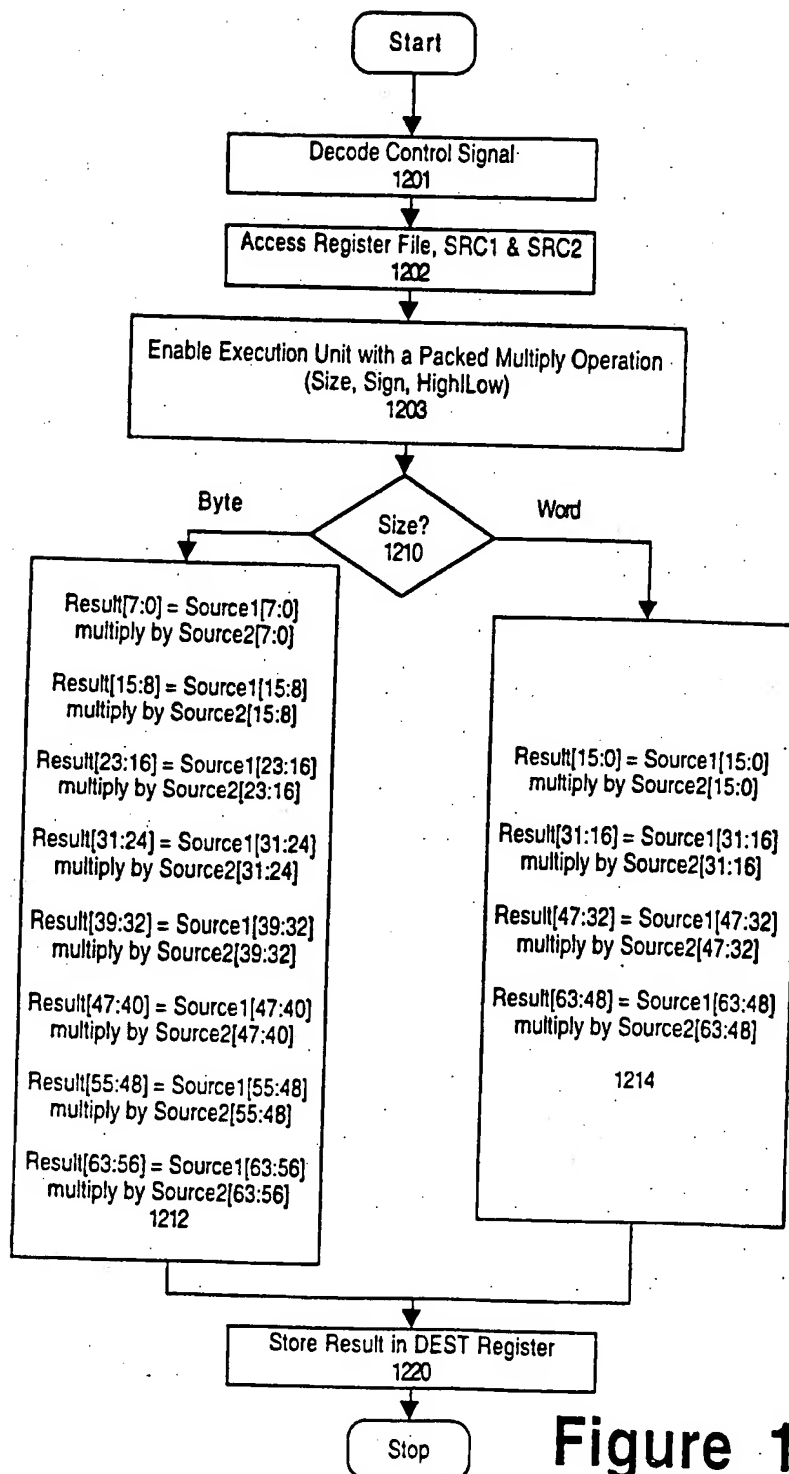 Start
Decode Control Signal
1201
Access Register File, SRC1 & SRC2
1202
Enable Execution Unit with a Packed Multiply Operation
(Size, Sign, HighlLow)
1203
Byte
Size?
1210
Word
Result[7:0] = Source1[7:0]
multiply by Source2[7:0]
Result[15:8] = Source1[15:8]
multiply by Source2[15:8]
Result[23:16] = Source1[23:16]
multiply by Source2[23:16]
Result[31:24] = Source1[31:24]
multiply by Source2[31:24]
Result[39:32] = Source1[39:32]
multiply by Source2[39:32]
Result[47:40] = Source1[47:40]
multiply by Source2[47:40]
Result[55:48] = Source1[55:48]
multiply by Source2[55:48]
Result[63:56] = Source1[63:56]
multiply by Source2[63:56]
1212
Result[15:0] = Source1[15:0]
multiply by Source2[15:0]
Result[31:16] = Source1[31:16]
multiply by Source2[31:16]
Result[47:32] = Source1[47:32]
multiply by Source2[47:32]
Result[63:48] = Source1[63:48]
multiply by Source2[63:48]
1214
Store Result in DEST Register
1220
Stop
Figure 1